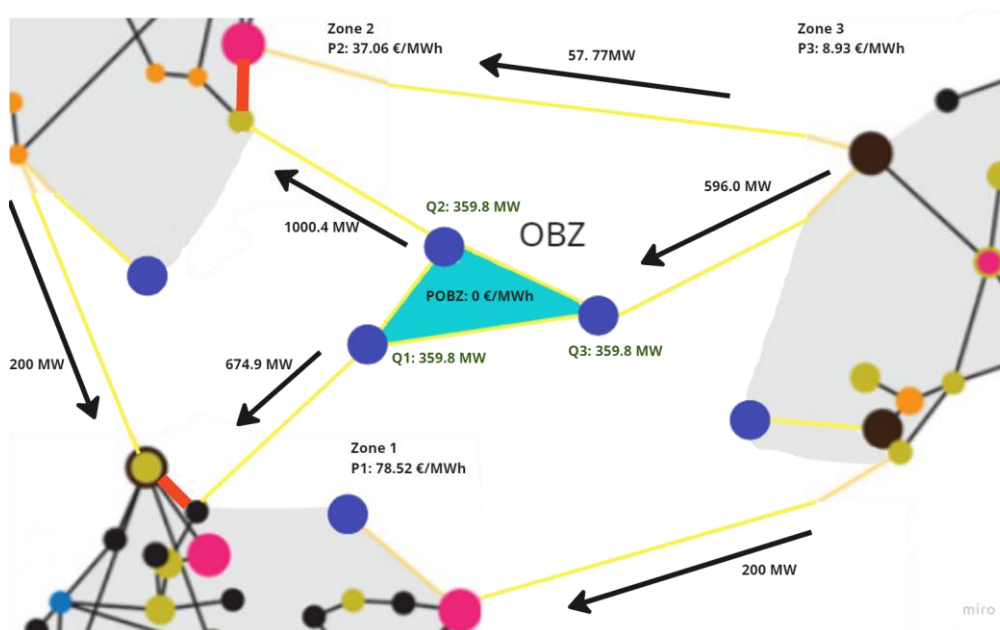 Zone 2
P2: 37.06 €/MWh
Zone 3
P3: 8.93 €/MWh
57. 77MW
596.0 MW
Q2: 359.8 MW
1000.4 MW
OBZ
POBZ: 0 €/MWh
Q1: 359.8 MW
Q3: 359.8 MW
200 MW
674.9 MW
Zone 1
P1: 78.52 €/MWh
200 MW
miro